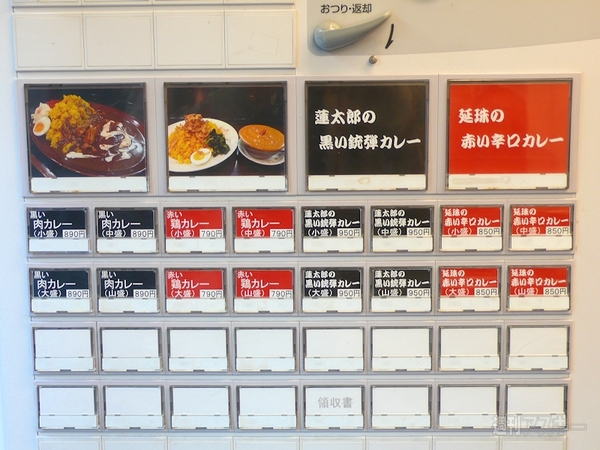 おつり・返却
蓮太郎の
黒い銃弾カレー
延珠の
赤い辛口カレー
黒い
肉カレー
(小盛) 890円
黒い
肉カレー
(中盛) 890円
赤い
鶏カレー
(小盛) 790円
赤い
鶏カレー
(中盛) 790円
蓮太郎の
黒い銃弾カレー
(小盛) 950円
蓮太郎の
黒い銃弾カレー
(中盛) 950円
延珠の
赤い辛口カレー
(小盛) 850円
延珠の
赤い辛口カレー
(中盛) 850円
黒い
肉カレー
(大盛) 890円
黒い
肉カレー
(山盛) 890円
赤い
鶏カレー
(大盛) 790円
赤い
鶏カレー
(山盛) 790円
蓮太郎の
黒い銃弾カレー
(大盛) 950円
蓮太郎の
黒い銃弾カレー
(山盛) 950円
延珠の
赤い辛口カレー
(大盛) 850円
延珠の
赤い辛口カレー
(山盛) 850円
領収書
週刊アスキー